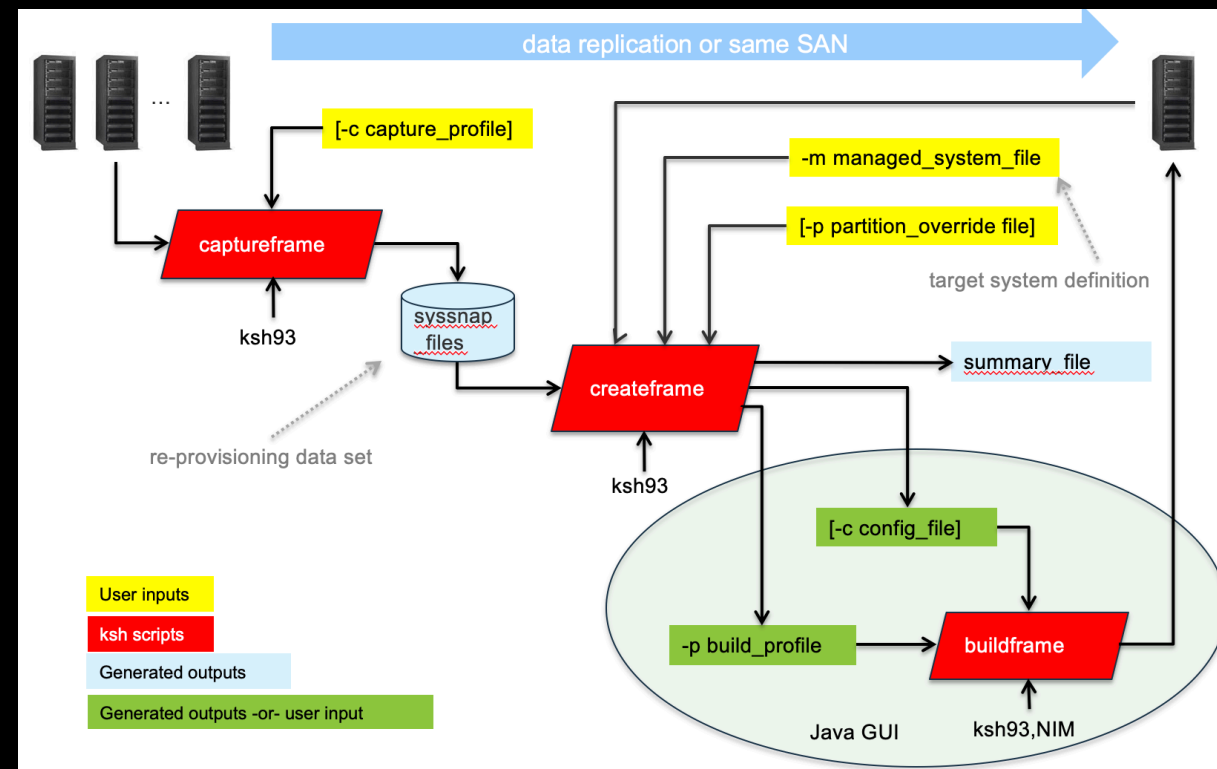 data replication or same SAN
...
[-c capture_profile]
-m managed_system_file
captureframe
[-p partition_override file]
target system definition
ksh93
syssnap
_files
summary_file
createframe
re-provisioning data set
ksh93
[-c config_file]
User inputs
ksh scripts
-p build_profile
buildframe
Generated outputs
Generated outputs -or- user input
Java GUI
ksh93,NIM